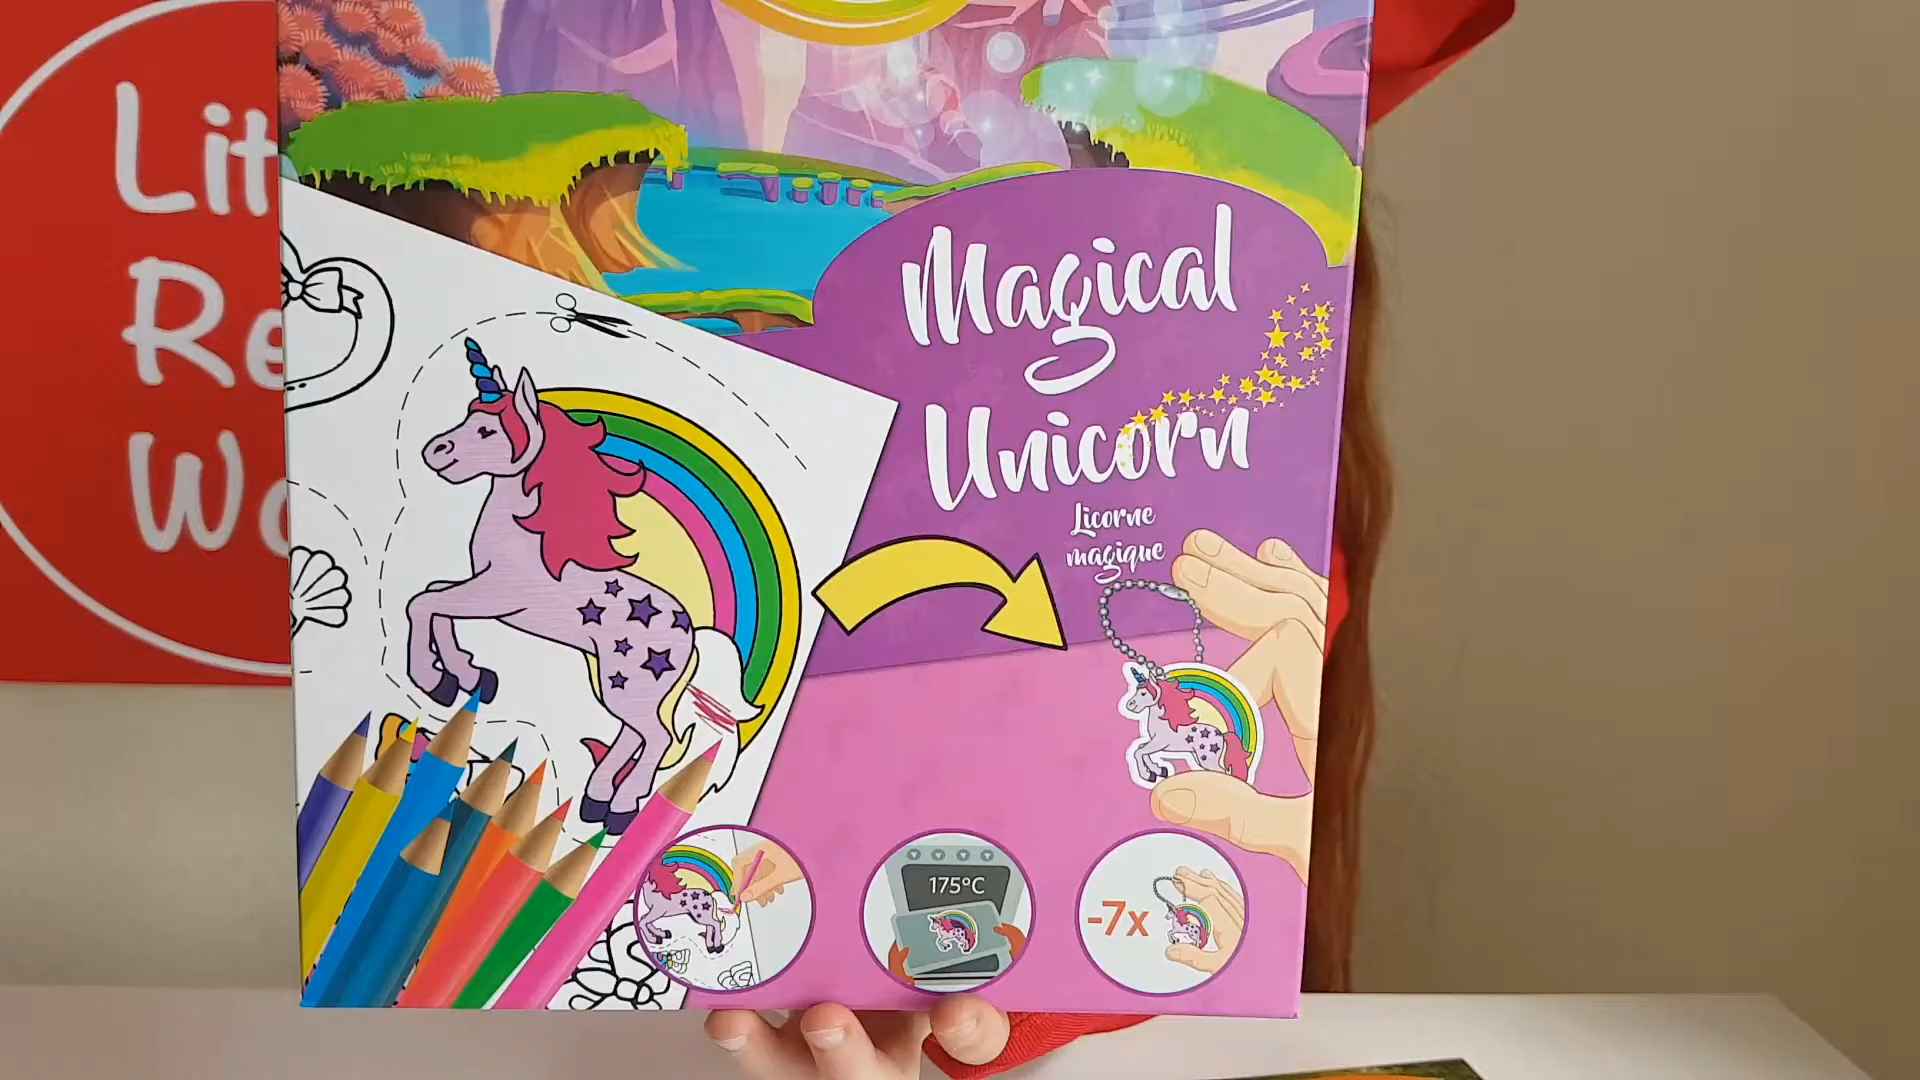 Lit
Re
Wo
Magical
Unicorn
Licorne
magique
175°C
-7x